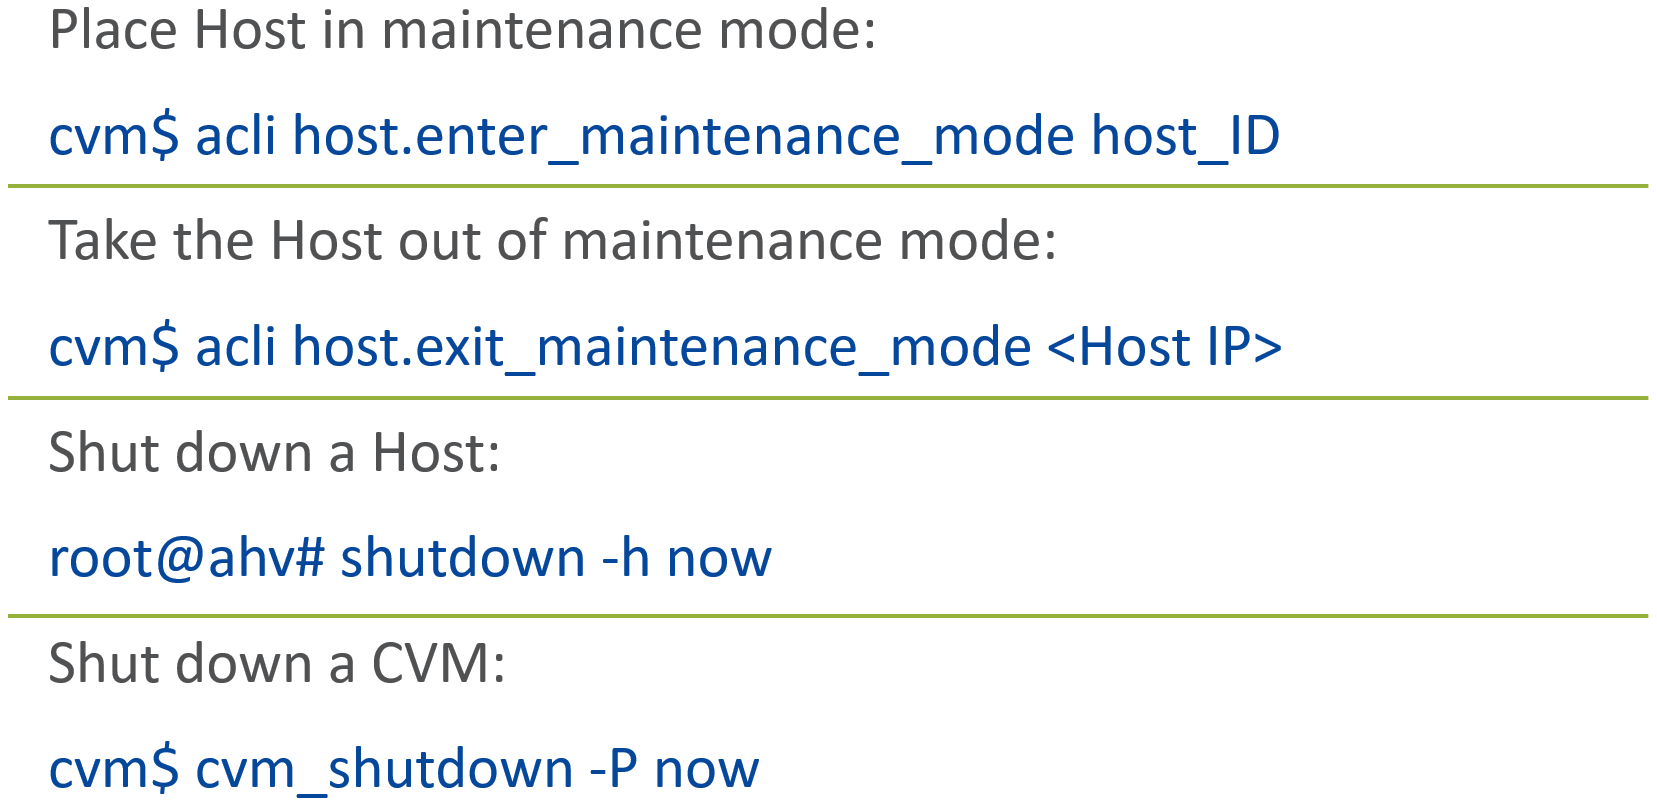 Place Host in maintenance mode:
cvm$ acli host.enter_maintenance_mode host_ID
Take the Host out of maintenance mode:
cvm$ acli host.exit_maintenance_mode <Host IP>
Shut down a Host:
root@ahv# shutdown -h now
Shut down a CVM:
cvm$ cvm_shutdown -P now